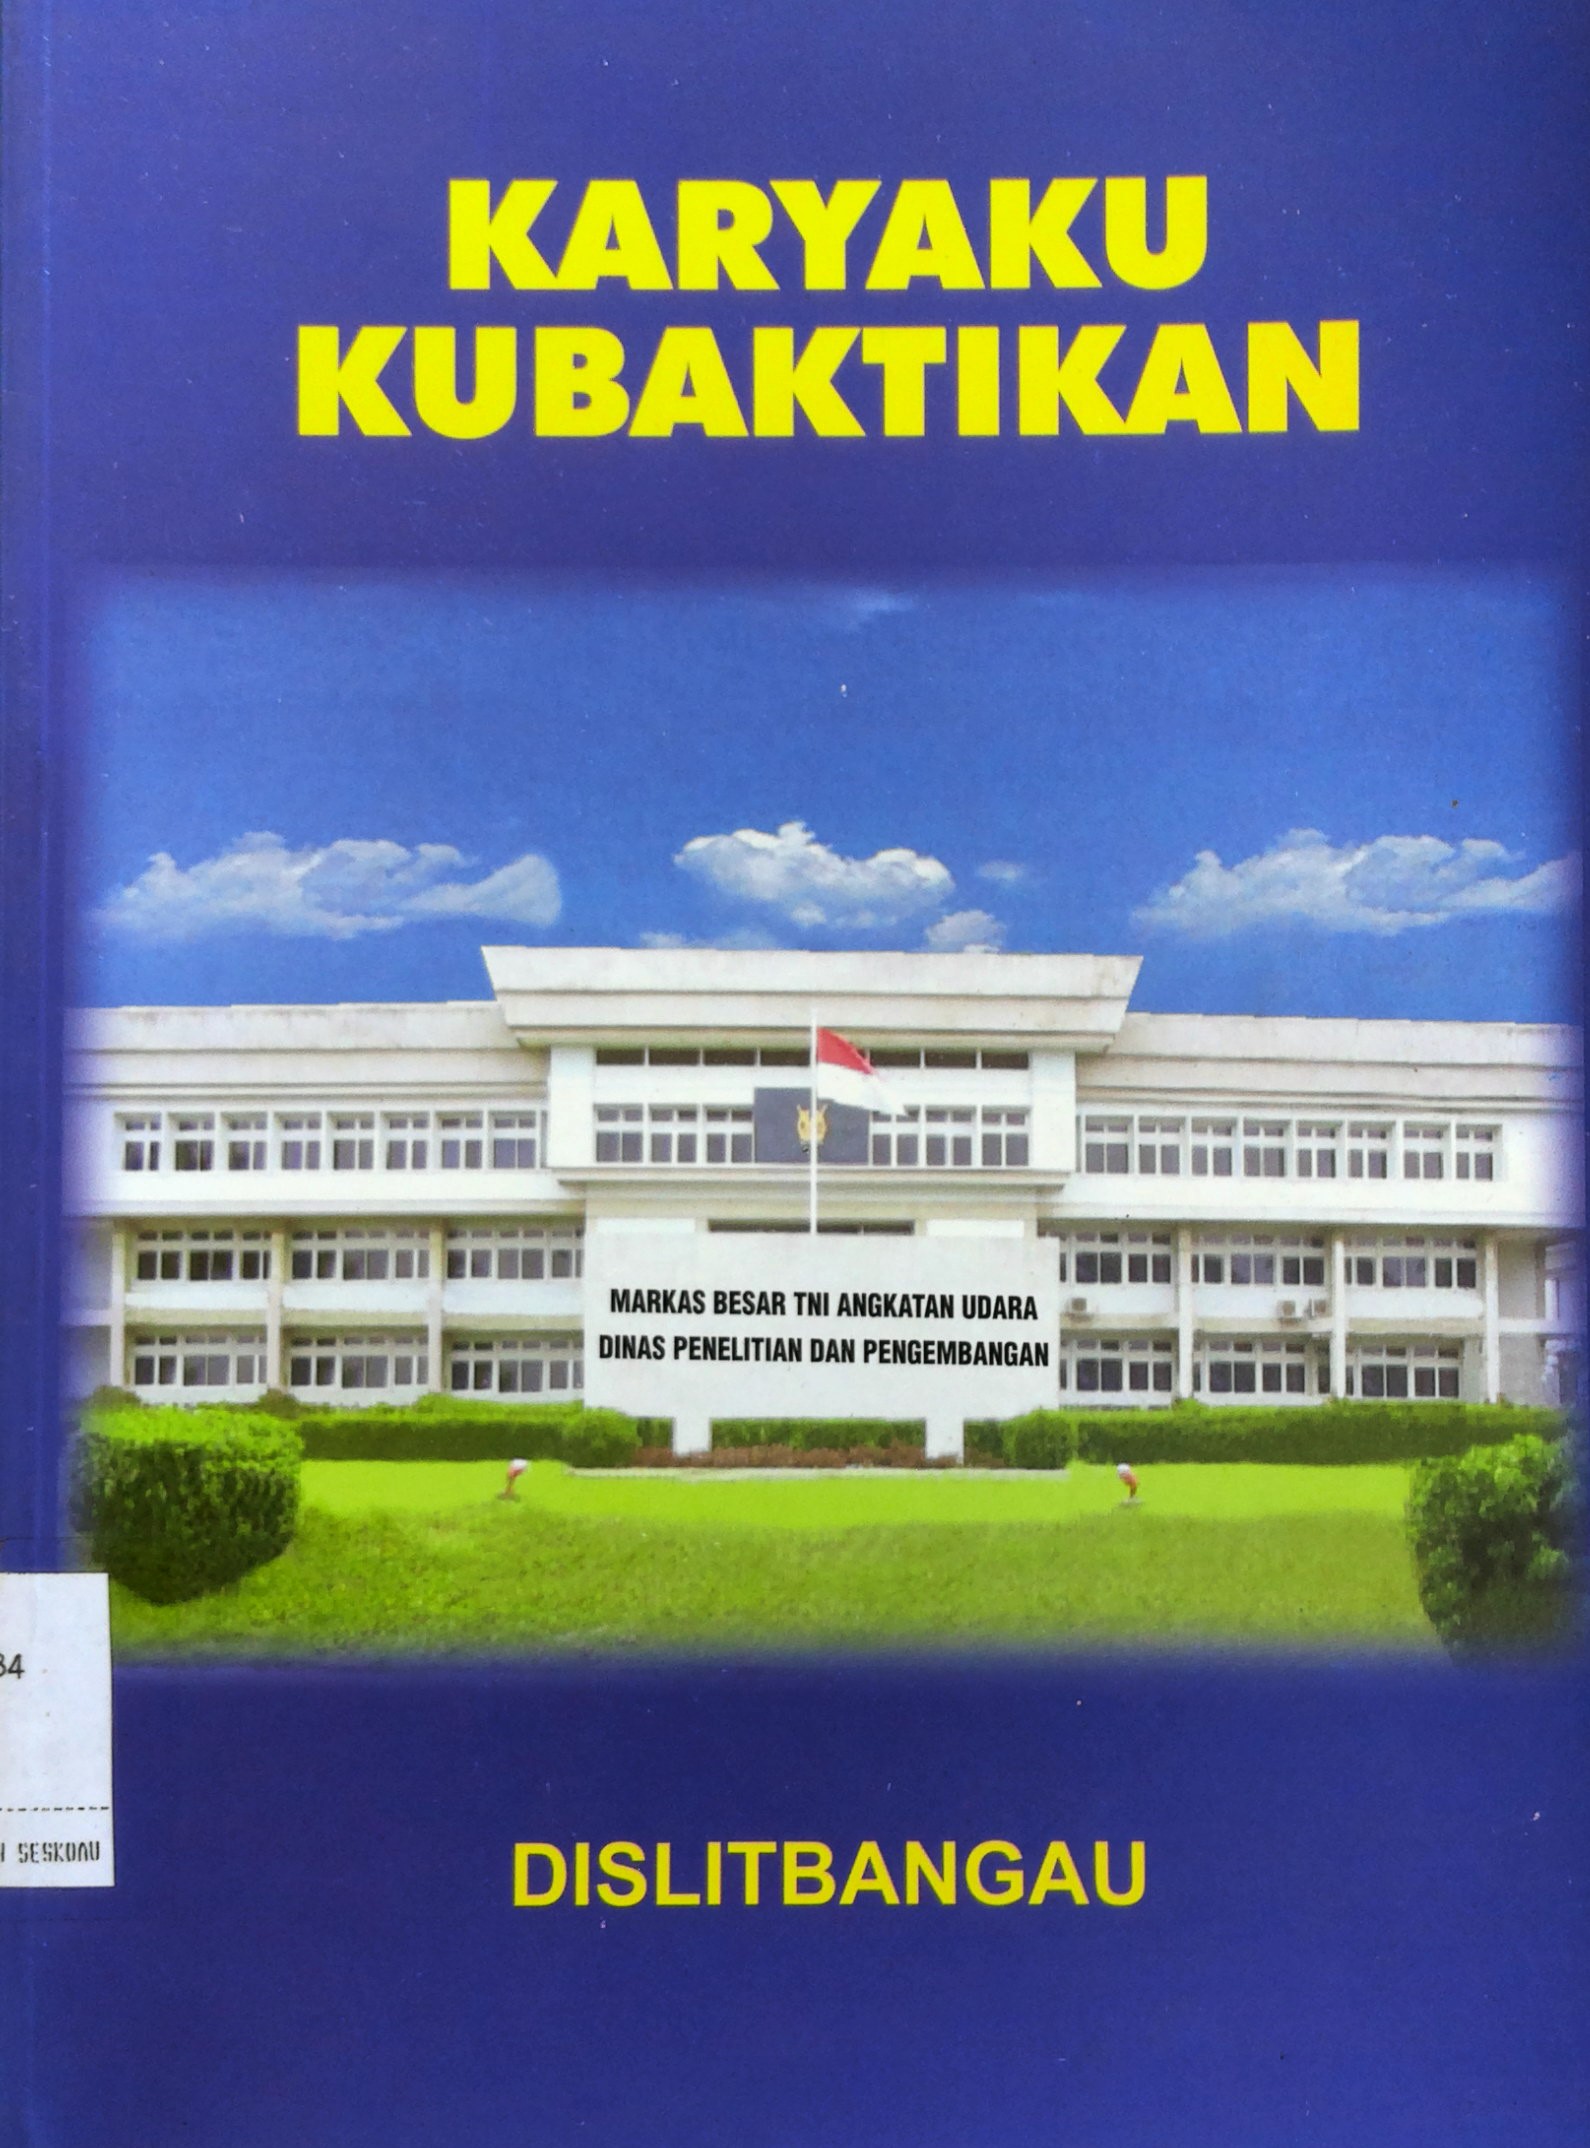 KARYAKU
KUBAKTIKAN
MARKAS BESAR TNI ANGKATAN UDARA
DINAS PENELITIAN DAN PENGEMBANGAN
34
SESKOAU
DISLITBANGAU